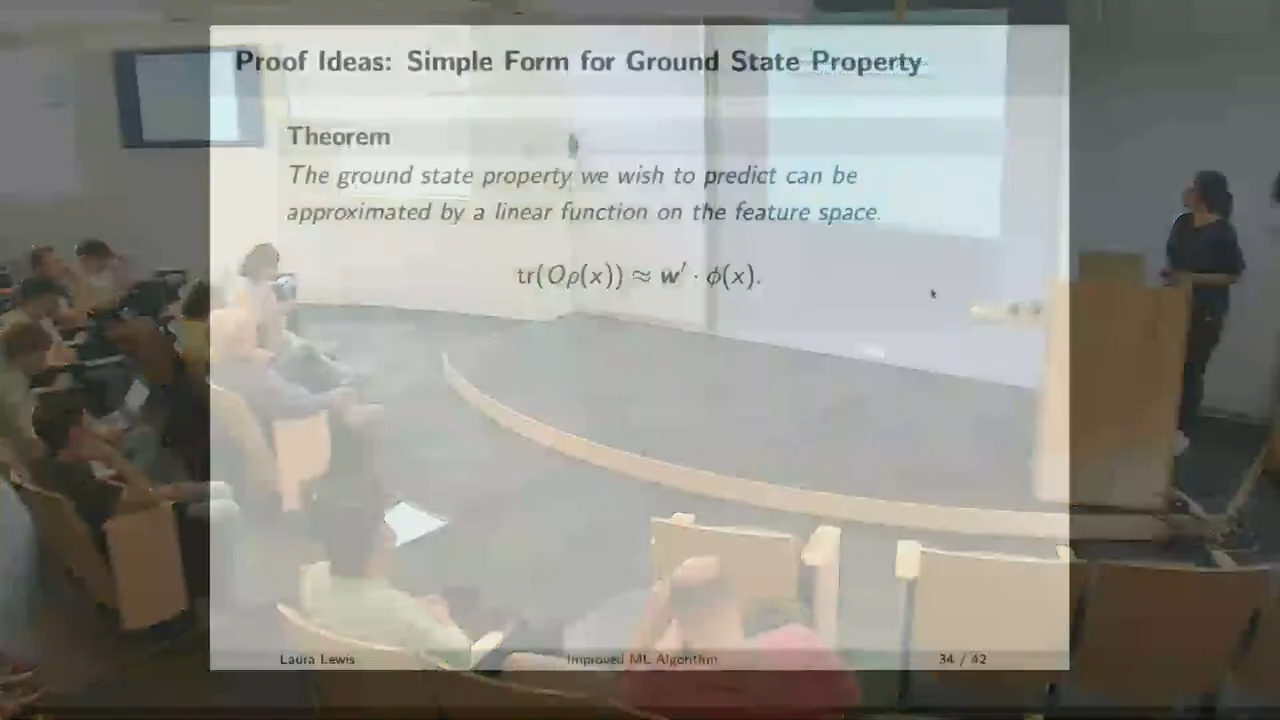 Proof Ideas: Simple Form for Ground State Property
Theorem
The ground state property we wish to predict can be
approximated by a linear function on the feature space.
tr(Oρ(x)) ≈ w′ · ϕ(x).
Laura Lewis Improved ML Algorithm 34 / 42